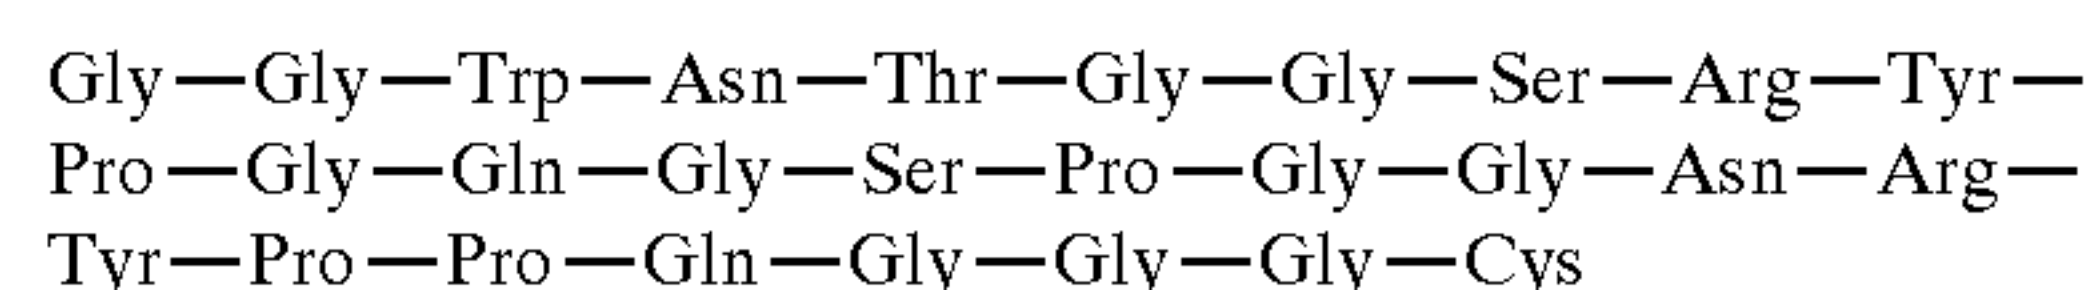 Gly—Gly—Trp—Asn—Thr—Gly—Gly—Ser—Arg—Tyr—
Pro—Gly—Gln—Gly—Ser—Pro—Gly—Gly—Asn—Arg—
Tyr—Pro—Pro—Gln—Gly—Gly—Gly—Cys